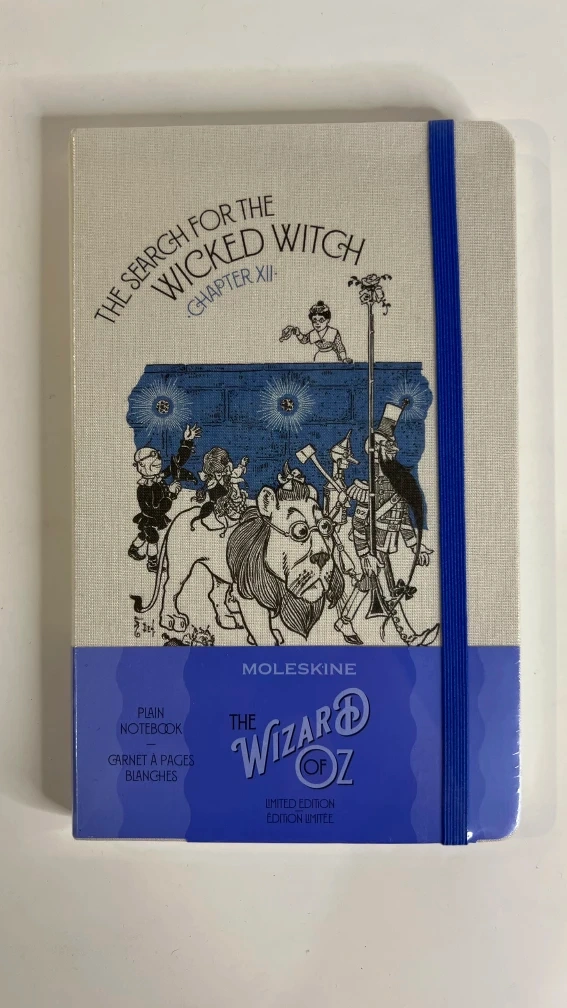 THE SEARCH FOR THE
WICKED WITCH
·CHAPTER XII·
MOLESKINE
PLAIN
NOTEBOOK
—
CARNET À PAGES
BLANCHES
THE
WIZARD
OF OZ
LIMITED EDITION
—
ÉDITION LIMITÉE